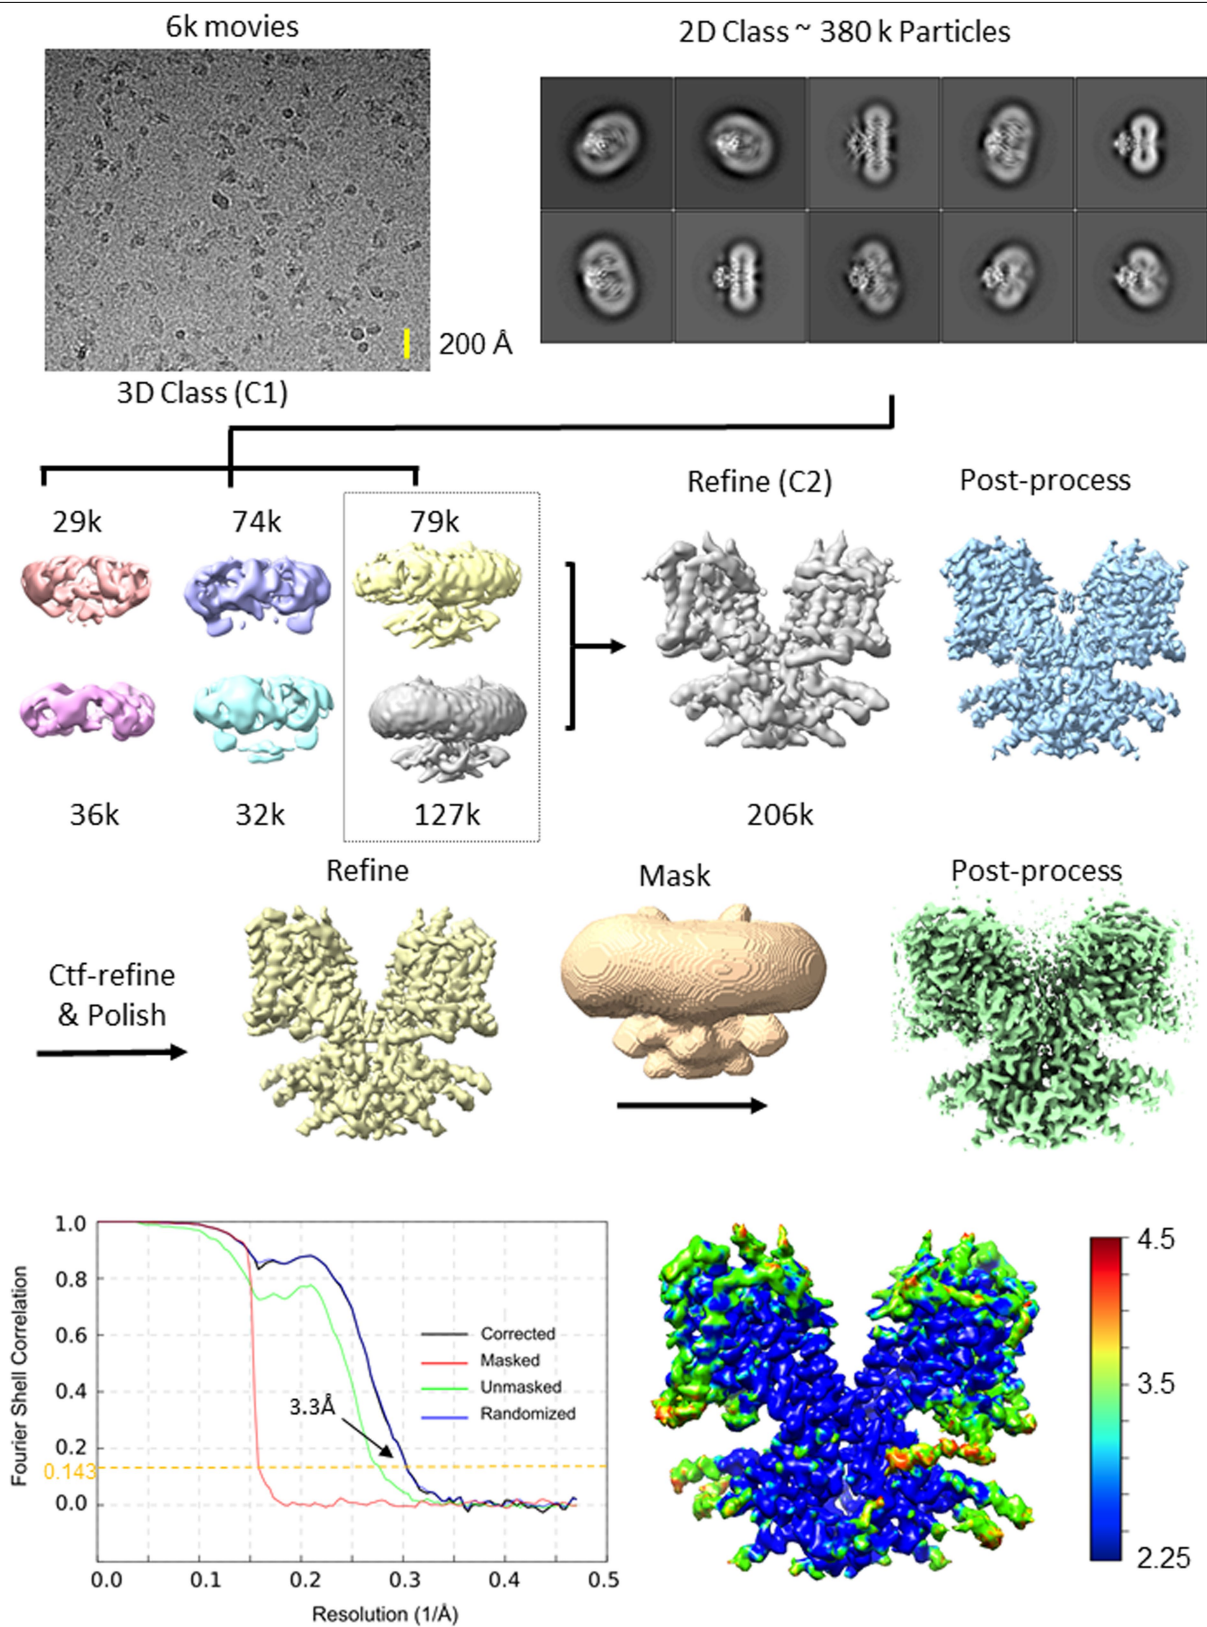 6k movies
2D Class ~ 380 k Particles
200 Å
3D Class (C1)
Refine (C2)
Post-process
29k
74k
79k
36k
32k
127k
206k
Refine
Mask
Post-process
Ctf-refine
& Polish
1.0
0.8
0.6
0.4
0.2
0.143
0.0
Fourier Shell Correlation
Corrected
Masked
Unmasked
Randomized
3.3Å
0.0
0.1
0.2
0.3
0.4
0.5
Resolution (1/Å)
4.5
3.5
2.25